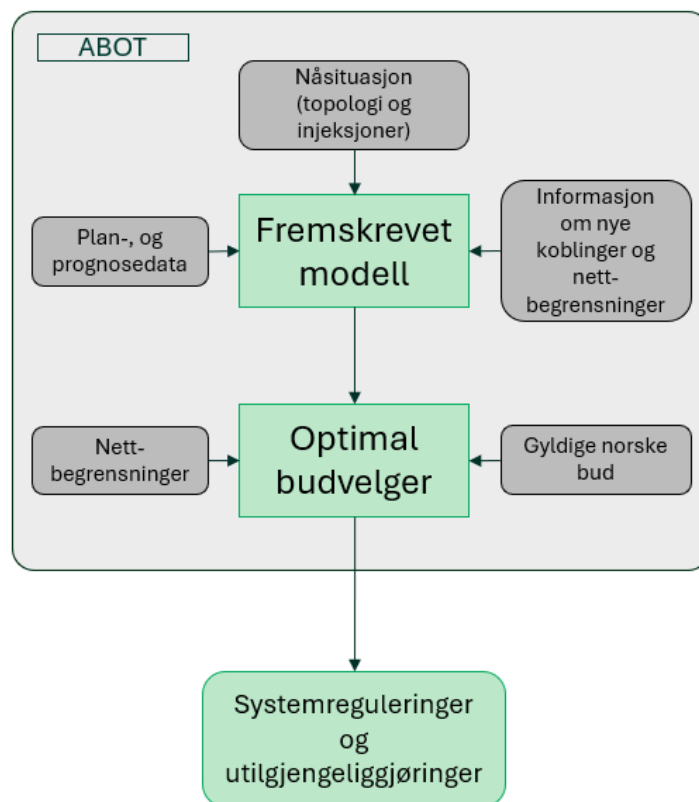 ABOT
Nåsituasjon
(topologi og
injeksjoner)
Plan-, og
prognosedata
Fremskrevet
modell
Informasjon
om nye
koblinger og
nett-
begrensninger
Nett-
begrensninger
Optimal
budvelger
Gyldige norske
bud
Systemreguleringer
og
utilgjengeliggjøringer